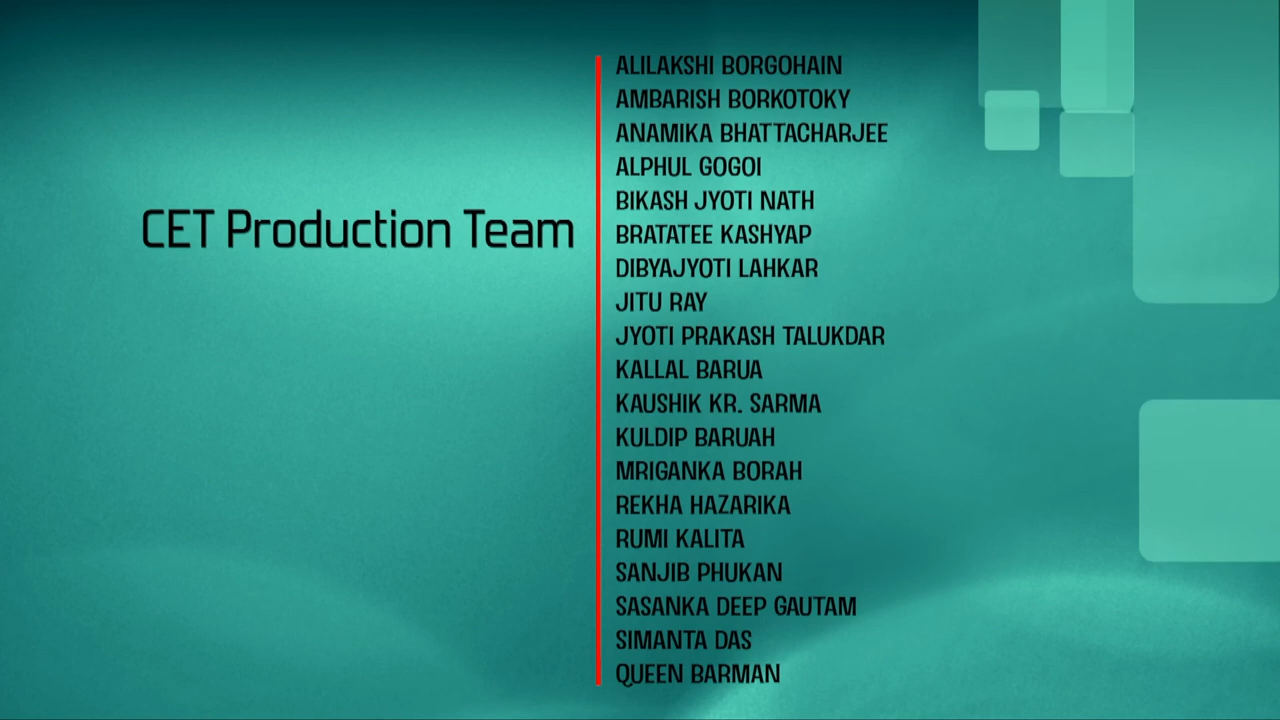 CET Production Team
ALILAKSHI BORGOHAIN
AMBARISH BORKOTOKY
ANAMIKA BHATTACHARJEE
ALPHUL GOGOI
BIKASH JYOTI NATH
BRATATEE KASHYAP
DIBYAJYOTI LAHKAR
JITU RAY
JYOTI PRAKASH TALUKDAR
KALLAL BARUA
KAUSHIK KR. SARMA
KULDIP BARUAH
MRIGANKA BORAH
REKHA HAZARIKA
RUMI KALITA
SANJIB PHUKAN
SASANKA DEEP GAUTAM
SIMANTA DAS
QUEEN BARMAN